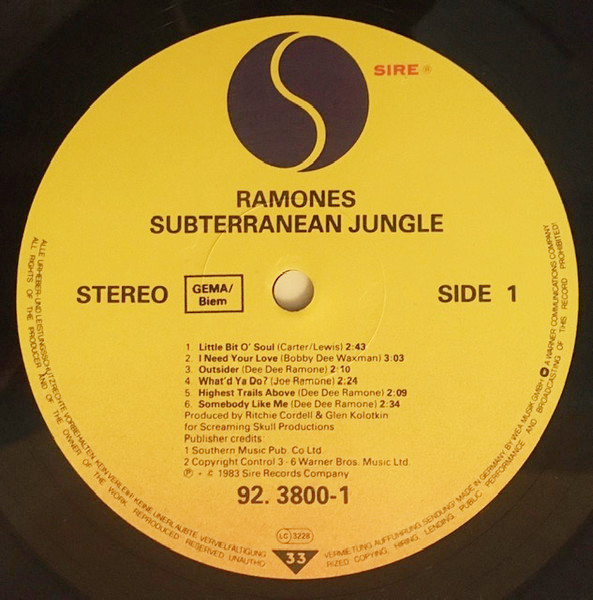 SIRE ®
RAMONES
SUBTERRANEAN JUNGLE
STEREO
GEMA/
Biem
SIDE 1
1 Little Bit O' Soul (Carter/Lewis) 2:43
2. I Need Your Love (Bobby Dee Waxman) 3:03
3. Outsider (Dee Dee Ramone) 2:10
4. What'd Ya Do? (Joe Ramone) 2:24
5. Highest Trails Above (Dee Dee Ramone) 2:09
6. Somebody Like Me (Dee Dee Ramone) 2:34
Produced by Ritchie Cordell & Glen Kolotkin
for Screaming Skull Productions
Publisher credits:
1 Southern Music Pub. Co Ltd.
2 Copyright Control 3-6 Warner Bros. Music Ltd.
℗ + © 1983 Sire Records Company
92. 3800-1
LC 3228
33
ALLE URHEBER- UND LEISTUNGSSCHUTZRECHTE VORBEHALTEN. KEIN VERLEIH! KEINE UNERLAUBTE VERVIELFÄLTIGUNG
VERMIETUNG, AUFFÜHRUNG, SENDUNG! MADE IN GERMANY BY WEA MUSIK GMBH A WARNER COMMUNICATIONS COMPANY
ALL RIGHTS OF THE PRODUCER AND OF THE OWNER OF THE WORK REPRODUCED RESERVED UNAUTHO
RIZED COPYING, HIRING, LENDING, PUBLIC PERFORMANCE AND BROADCASTING OF THIS RECORD PROHIBITED!